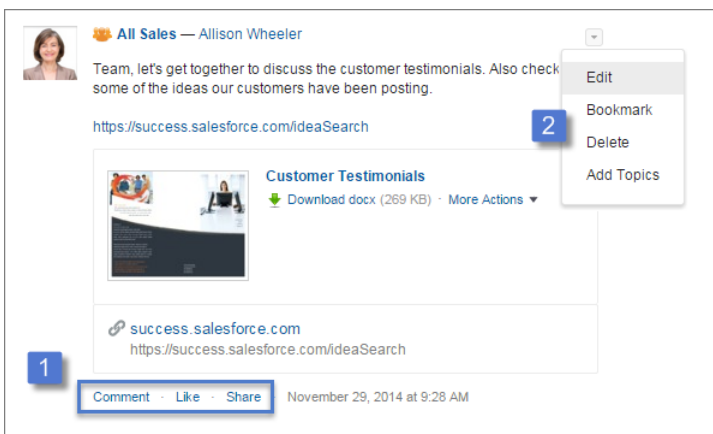 All Sales — Allison Wheeler
Team, let's get together to discuss the customer testimonials. Also check
some of the ideas our customers have been posting.
https://success.salesforce.com/ideaSearch
Edit
Bookmark
2
Delete
Add Topics
Customer Testimonials
Download docx (269 KB) · More Actions ▼
success.salesforce.com
https://success.salesforce.com/ideaSearch
1
Comment · Like · Share · November 29, 2014 at 9:28 AM